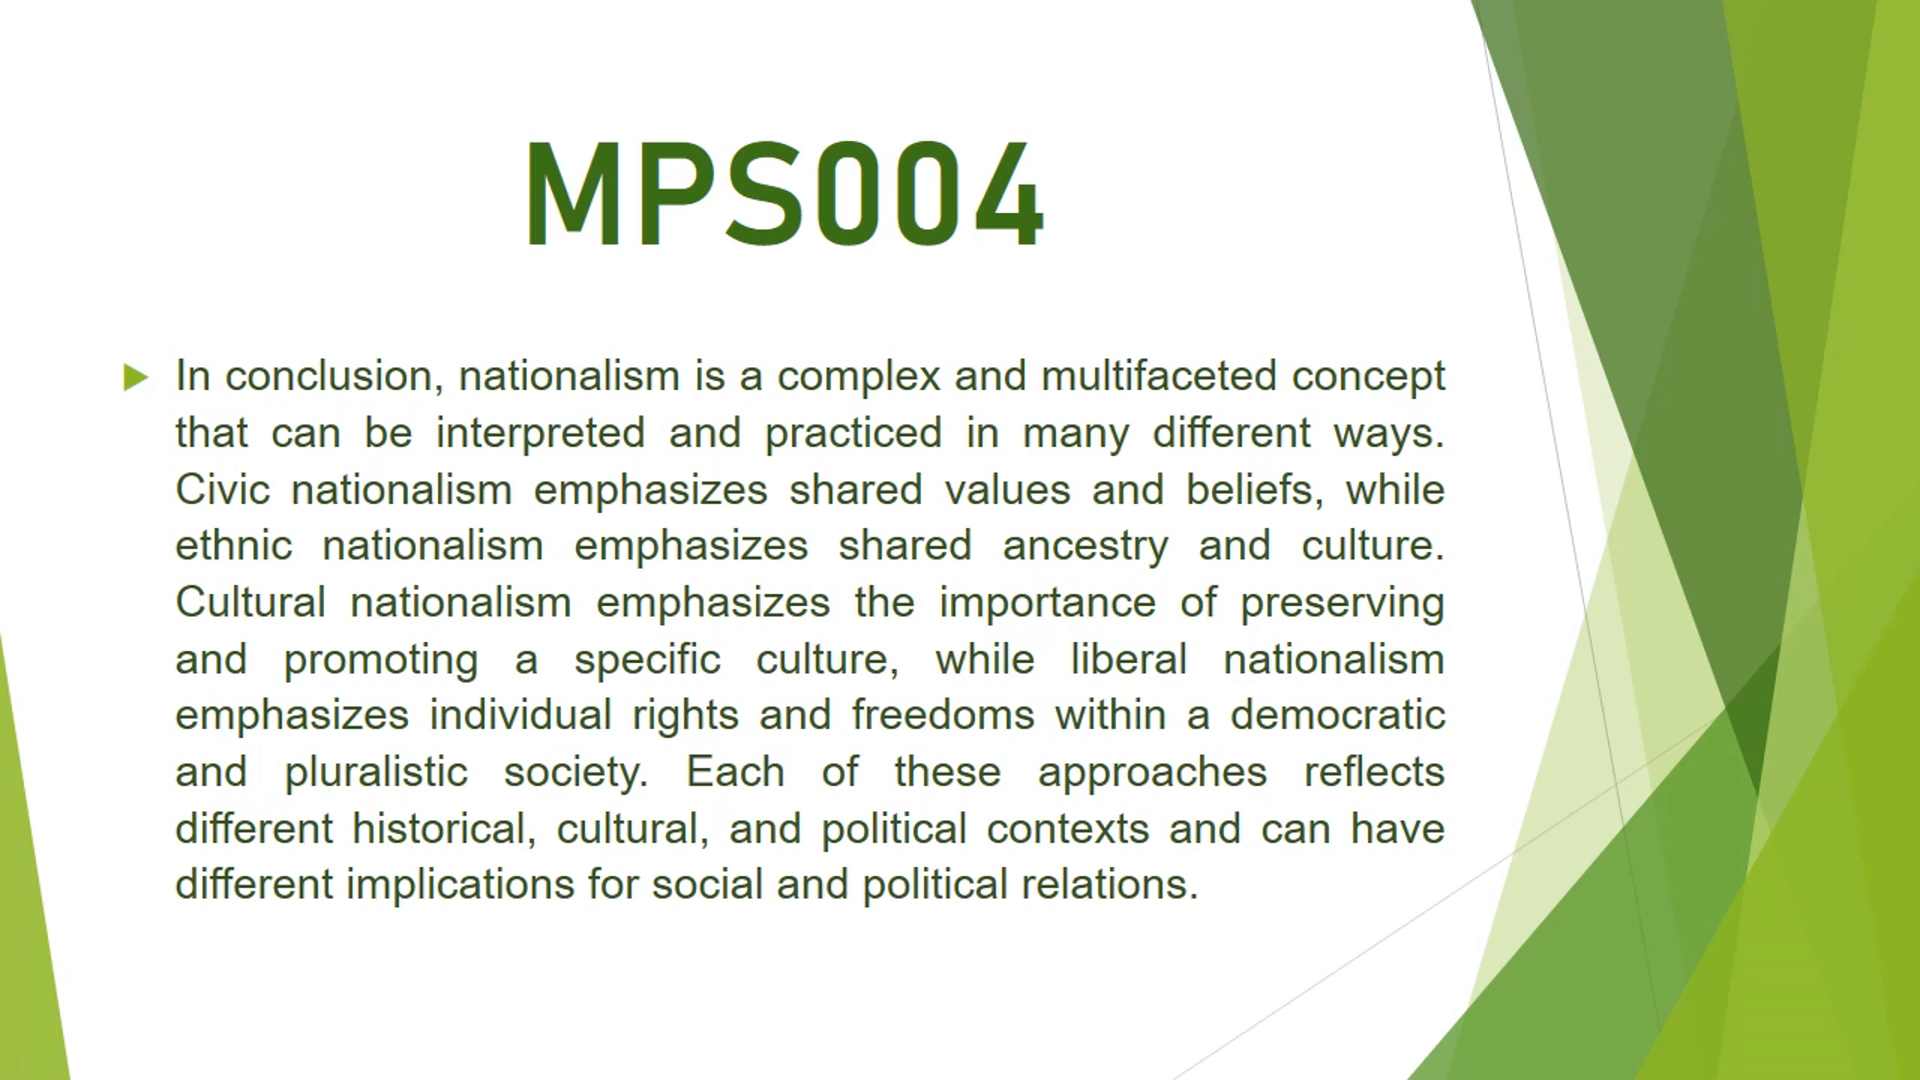 MPS004
In conclusion, nationalism is a complex and multifaceted concept
that can be interpreted and practiced in many different ways.
Civic nationalism emphasizes shared values and beliefs, while
ethnic nationalism emphasizes shared ancestry and culture.
Cultural nationalism emphasizes the importance of preserving
and promoting a specific culture, while liberal nationalism
emphasizes individual rights and freedoms within a democratic
and pluralistic society. Each of these approaches reflects
different historical, cultural, and political contexts and can have
different implications for social and political relations.